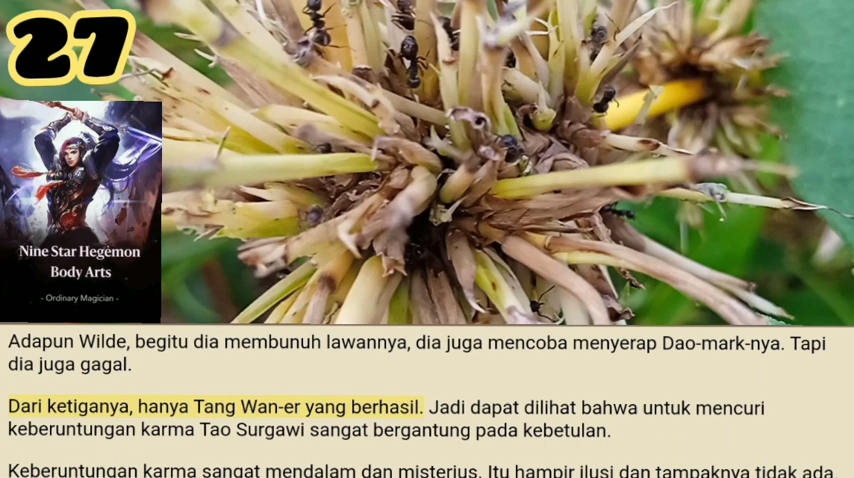 27
Nine Star Hegemon
Body Arts
- Ordinary Magician -
Adapun Wilde, begitu dia membunuh lawannya, dia juga mencoba menyerap Dao-mark-nya. Tapi
dia juga gagal.
Dari ketiganya, hanya Tang Wan-er yang berhasil. Jadi dapat dilihat bahwa untuk mencuri
keberuntungan karma Tao Surgawi sangat bergantung pada kebetulan.
Keberuntungan karma sangat mendalam dan misterius. Itu hampir ilusi dan tampaknya tidak ada.